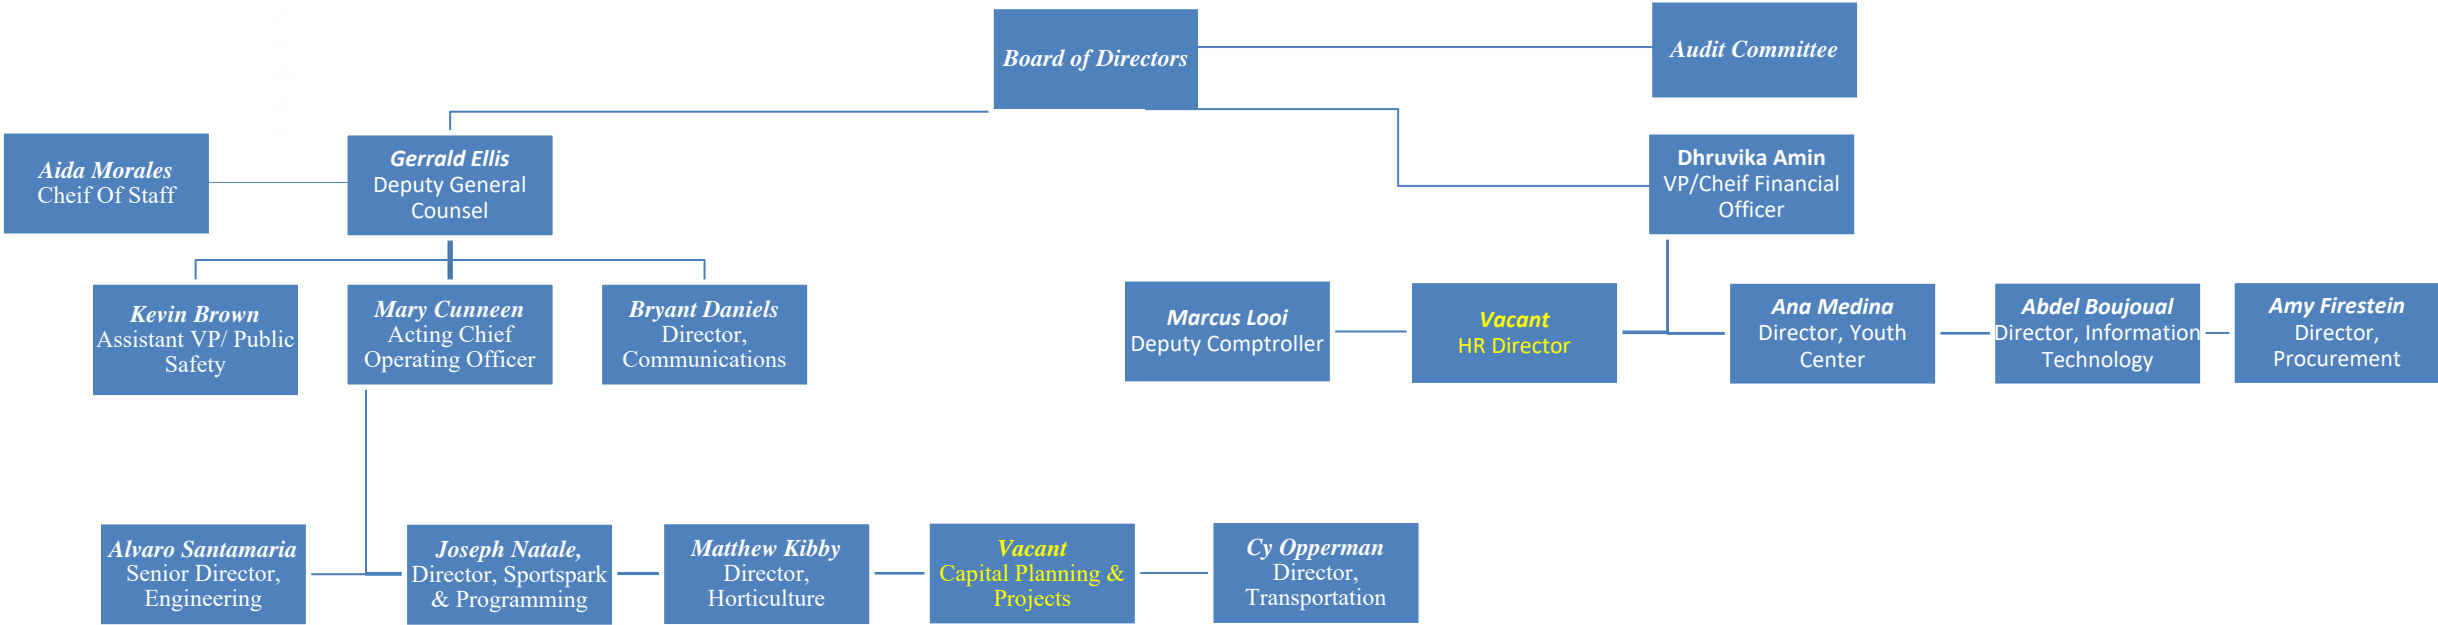 Board of Directors
Audit Committee
Aida Morales
Cheif Of Staff
Gerrald Ellis
Deputy General
Counsel
Dhruvika Amin
VP/Cheif Financial
Officer
Kevin Brown
Assistant VP/ Public
Safety
Mary Cunneen
Acting Chief
Operating Officer
Bryant Daniels
Director,
Communications
Marcus Looi
Deputy Comptroller
Vacant
HR Director
Ana Medina
Director, Youth
Center
Abdel Boujoual
Director, Information
Technology
Amy Firestein
Director,
Procurement
Alvaro Santamaria
Senior Director,
Engineering
Joseph Natale,
Director, Sportspark
& Programming
Matthew Kibby
Director,
Horticulture
Vacant
Capital Planning &
Projects
Cy Opperman
Director,
Transportation